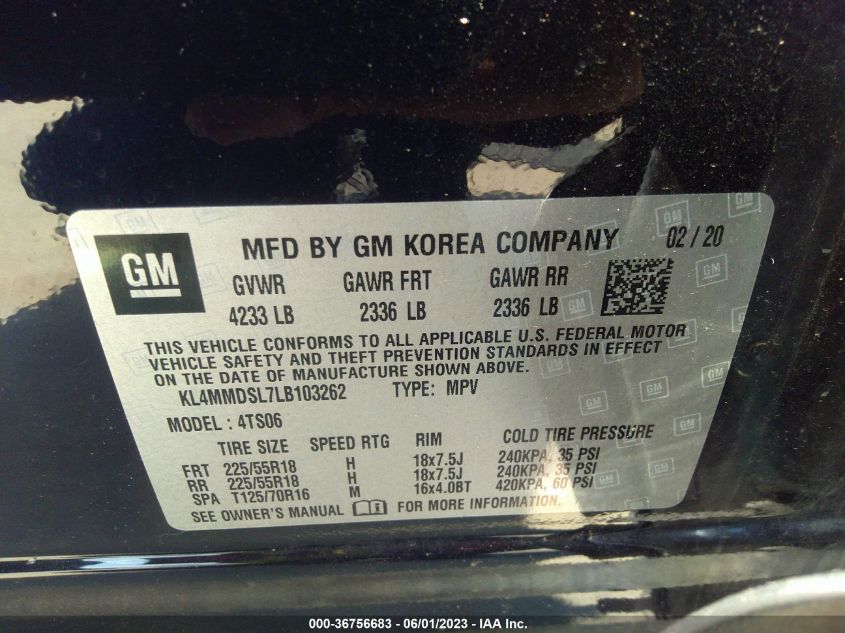 GM
MFD BY GM KOREA COMPANY 02 / 20
GVWR GAWR FRT GAWR RR
4233 LB 2336 LB 2336 LB
THIS VEHICLE CONFORMS TO ALL APPLICABLE U.S. FEDERAL MOTOR
VEHICLE SAFETY AND THEFT PREVENTION STANDARDS IN EFFECT
ON THE DATE OF MANUFACTURE SHOWN ABOVE.
KL4MMDSL7LB103262 TYPE: MPV
MODEL : 4TS06
TIRE SIZE SPEED RTG RIM COLD TIRE PRESSURE
FRT 225/55R18 H 18x7.5J 240KPA, 35 PSI
RR 225/55R18 H 18x7.5J 240KPA, 35 PSI
SPA T125/70R16 M 16x4.0BT 420KPA, 60 PSI
SEE OWNER'S MANUAL FOR MORE INFORMATION.
000-36756683 - 06/01/2023 - IAA Inc.